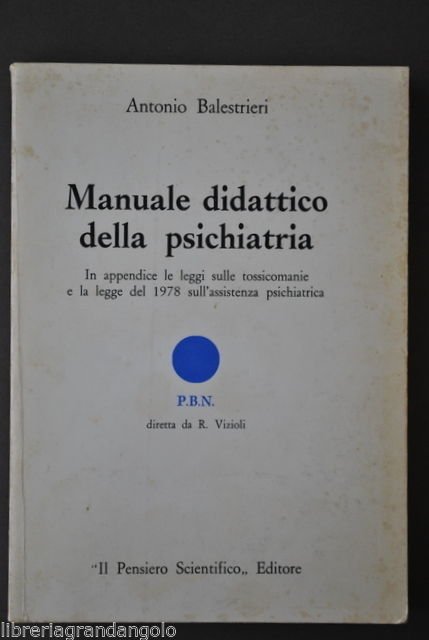 Antonio Balestrieri
Manuale didattico
della psichiatria
In appendice le leggi sulle tossicomanie
e la legge del 1978 sull'assistenza psichiatrica
P.B.N.
diretta da R. Vizioli
“Il Pensiero Scientifico„ Editore
libreriagrandangolo